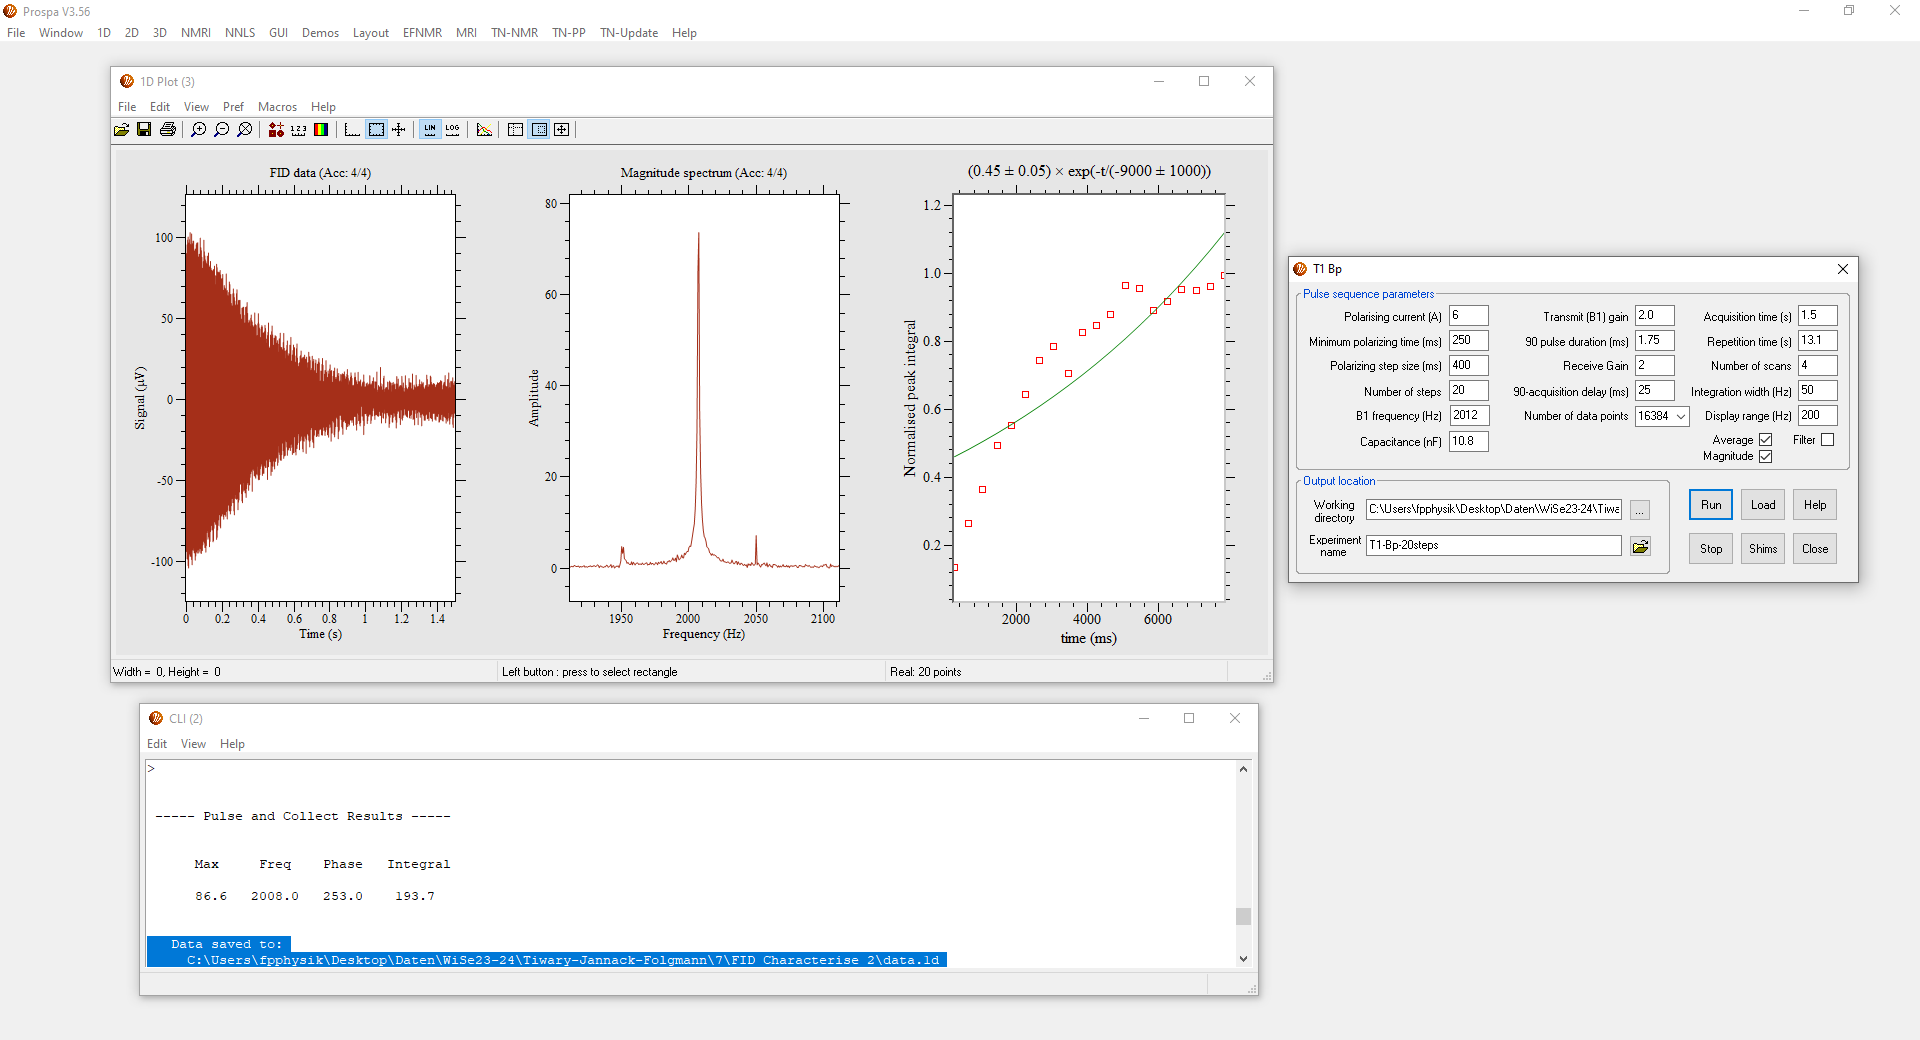 Prospa V3.56
File Window 1D 2D 3D NMRI NNLS GUI Demos Layout EFNMR MRI TN-NMR TN-PP TN-Update Help
1D Plot (3)
File Edit View Pref Macros Help
1 2 3 LIN LOG
FID data (Acc: 4/4)
100
50
0
-50
-100
Signal (µV)
0 0.2 0.4 0.6 0.8 1 1.2 1.4
Time (s)
Magnitude spectrum (Acc: 4/4)
80
60
40
20
0
Amplitude
1950 2000 2050 2100
Frequency (Hz)
(0.45 ± 0.05) × exp(-t/(-9000 ± 1000))
1.2
1.0
0.8
0.6
0.4
0.2
Normalised peak integral
2000 4000 6000
time (ms)
Width = 0, Height = 0 Left button : press to select rectangle Real: 20 points
T1 Bp
Pulse sequence parameters
Polarising current (A) 6 Transmit (B1) gain 2.0 Acquisition time (s) 1.5
Minimum polarizing time (ms) 250 90 pulse duration (ms) 1.75 Repetition time (s) 13.1
Polarizing step size (ms) 400 Receive Gain 2 Number of scans 4
Number of steps 20 90-acquisition delay (ms) 25 Integration width (Hz) 50
B1 frequency (Hz) 2012 Number of data points 16384 Display range (Hz) 200
Capacitance (nF) 10.8 Average Filter
Magnitude
Output location
Working directory C:\Users\fpphysik\Desktop\Daten\WiSe23-24\Tiwa ...
Experiment name T1-Bp-20steps
Run Load Help
Stop Shims Close
CLI (2)
Edit View Help
>
----- Pulse and Collect Results -----
Max Freq Phase Integral
86.6 2008.0 253.0 193.7
Data saved to:
C:\Users\fpphysik\Desktop\Daten\WiSe23-24\Tiwary-Jannack-Folgmann\7\FID Characterise 2\data.1d